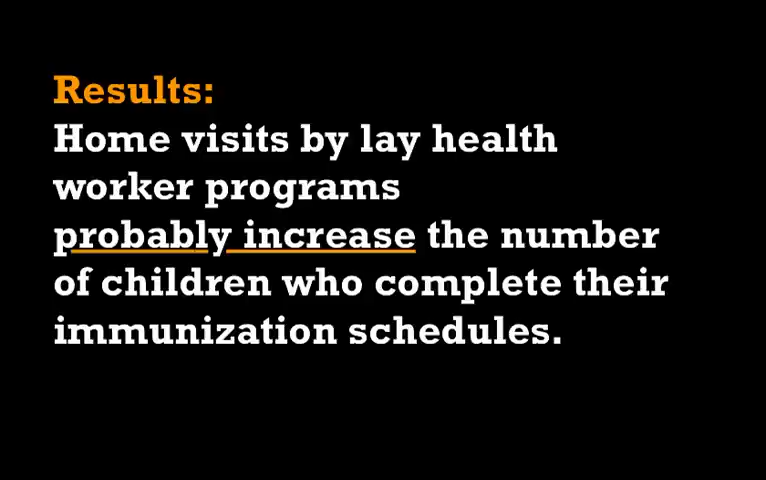 Results:
Home visits by lay health
worker programs
probably increase the number
of children who complete their
immunization schedules.